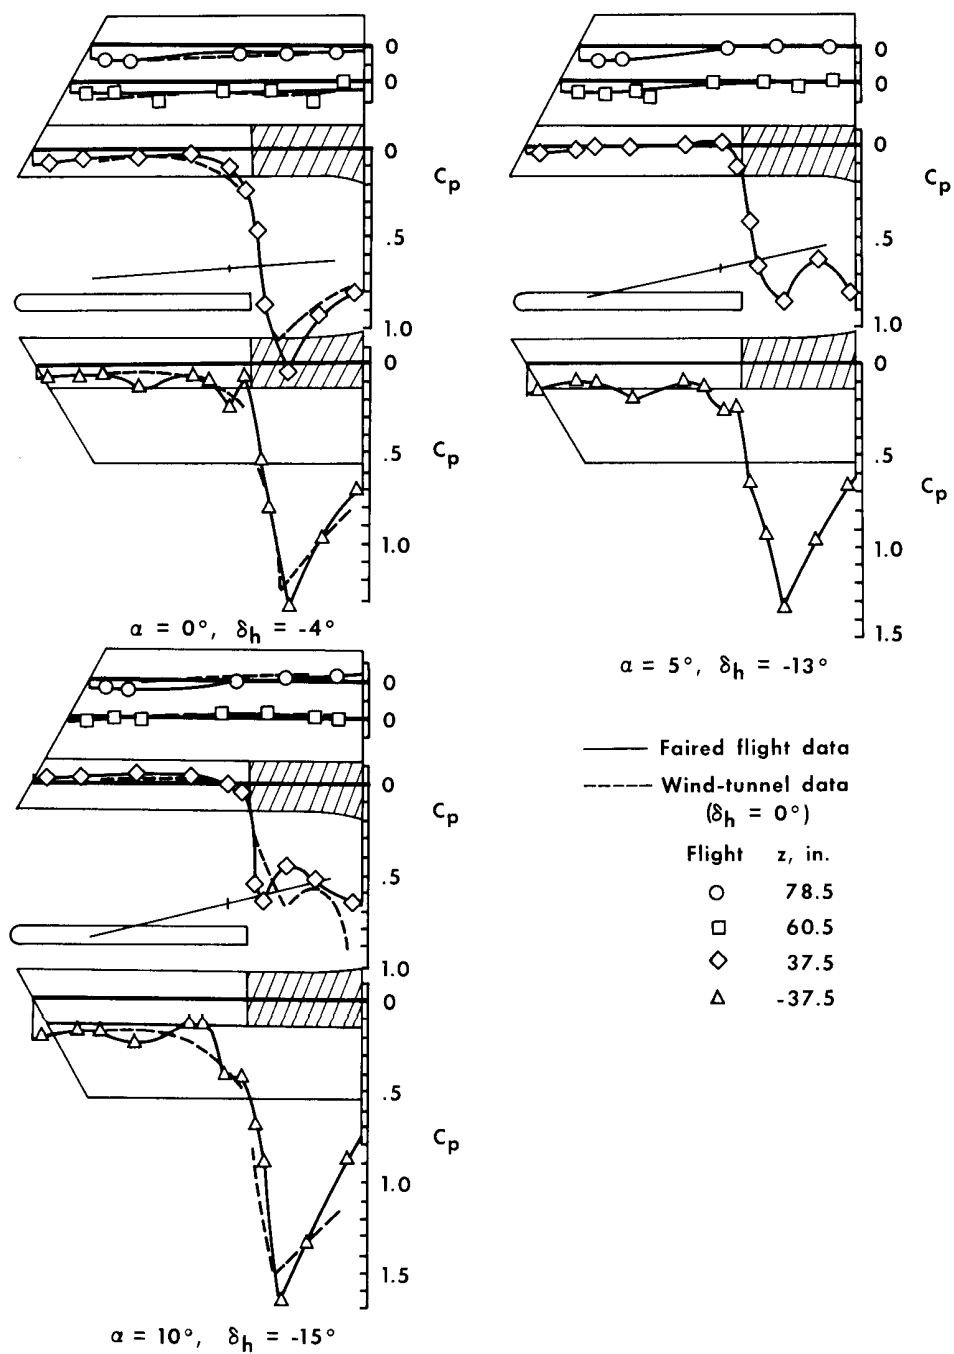 0
0
0
Cp
.5
1.0
0
.5
Cp
1.0
α = 0°, δh = -4°
0
0
0
Cp
.5
1.0
0
.5
Cp
1.0
1.5
α = 5°, δh = -13°
0
0
0
Cp
.5
1.0
0
.5
Cp
1.0
1.5
α = 10°, δh = -15°
Faired flight data
Wind-tunnel data
(δh = 0°)
Flight z, in.
78.5
60.5
37.5
-37.5